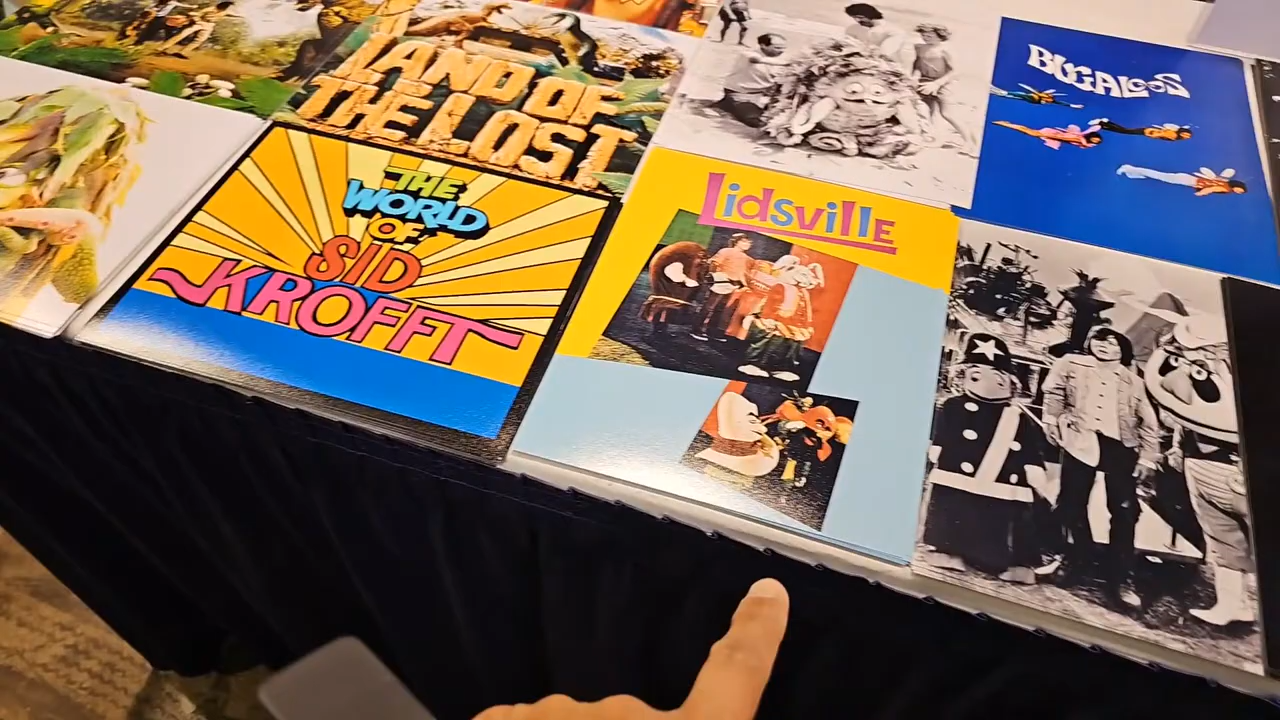 LAND OF
THE LOST
BUGALOOS
THE
WORLD
OF
SID
KROFFT
Lidsville